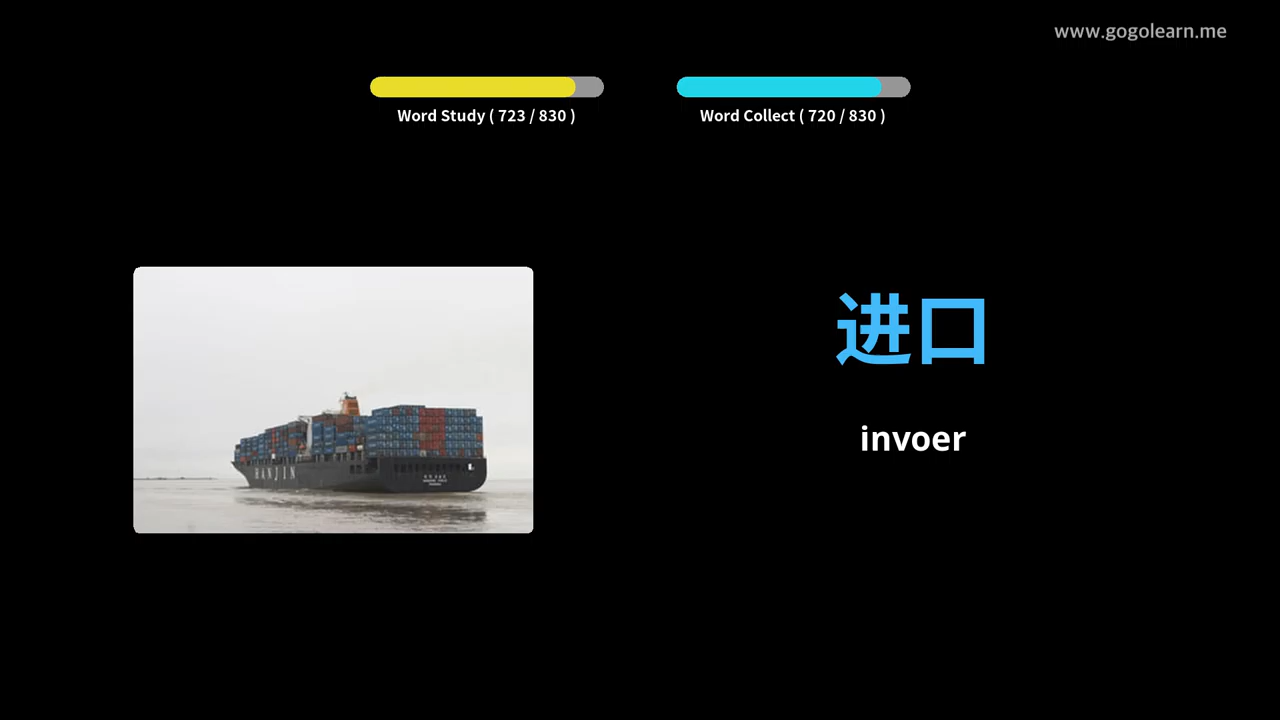 www.gogolearn.me
Word Study ( 723 / 830 )
Word Collect ( 720 / 830 )
进口
invoer
HANJIN